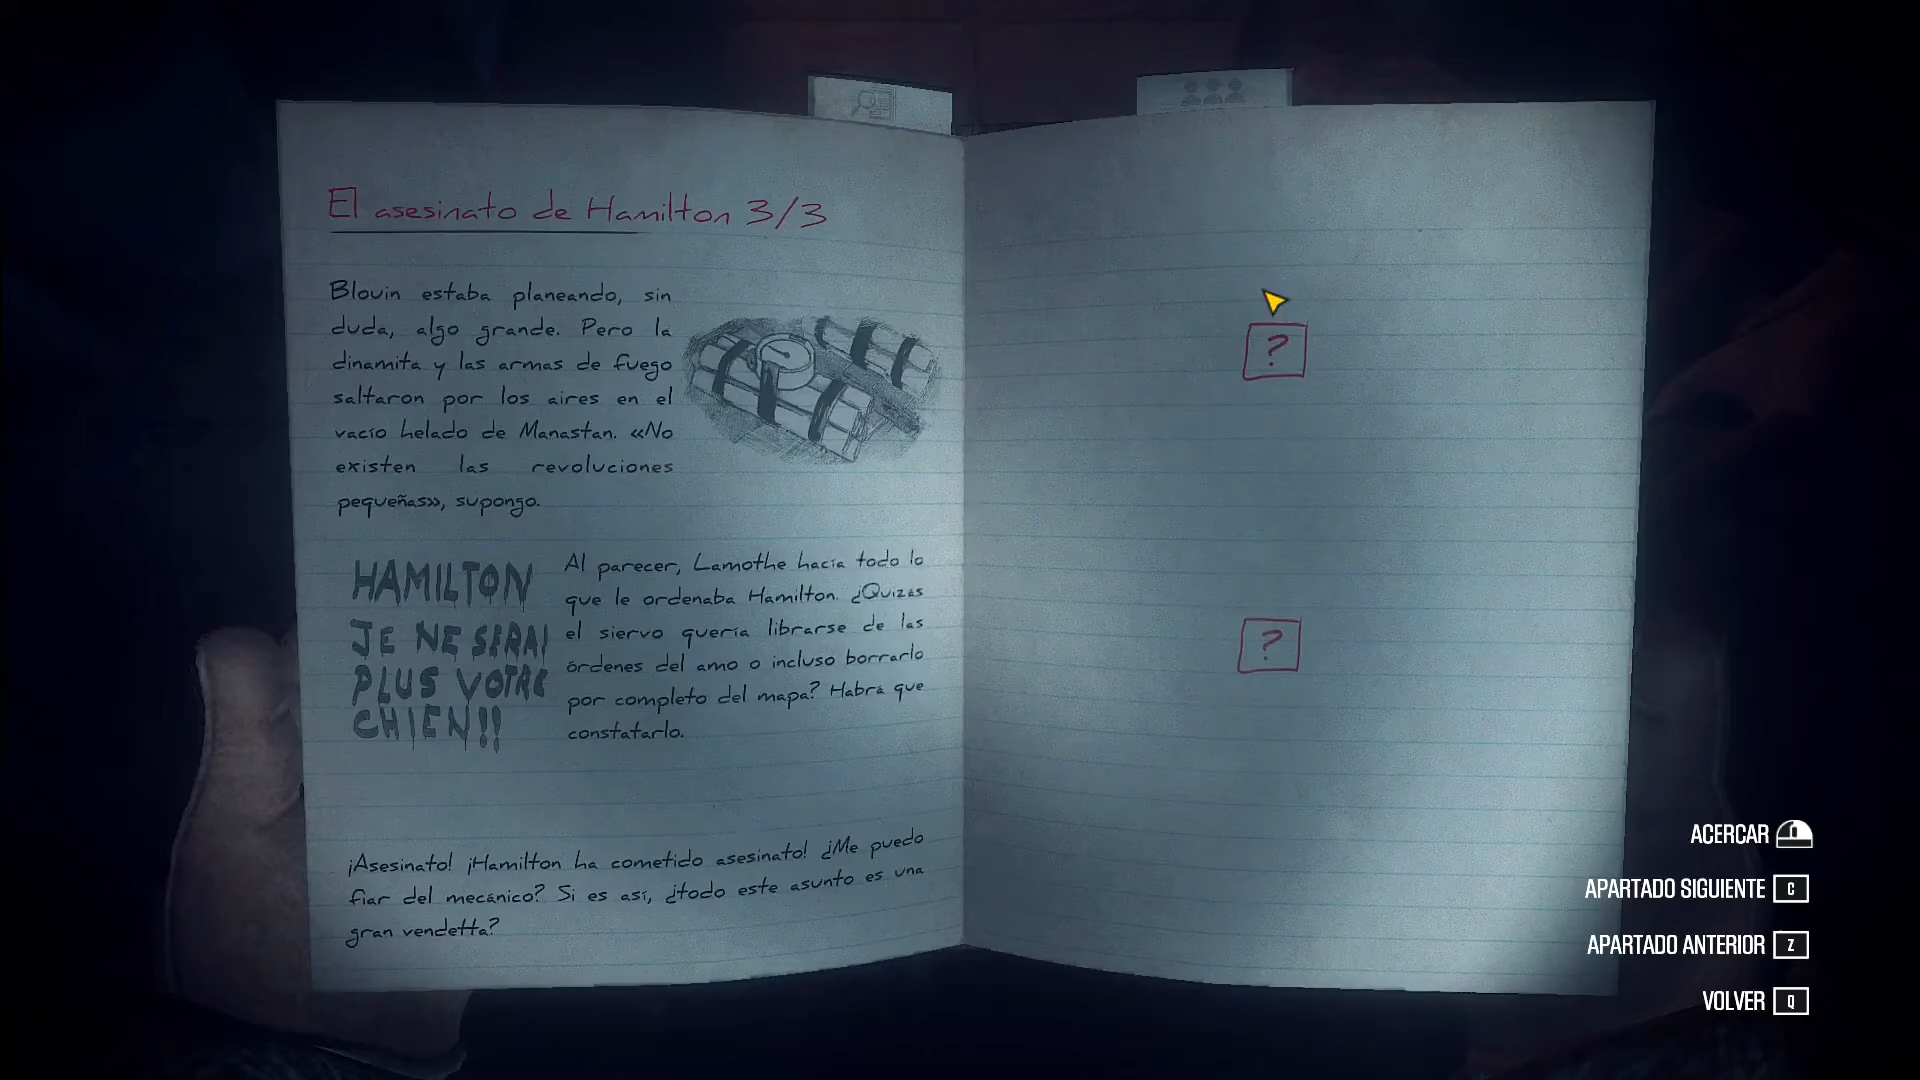 El asesinato de Hamilton 3/3
Blouin estaba planeando, sin
duda, algo grande. Pero la
dinamita y las armas de fuego
saltaron por los aires en el
vacío helado de Manastan. «No
existen las revoluciones
pequeñas», supongo.
HAMILTON
JE NE SERAI
PLUS VOTRE
CHIEN!!
Al parecer, Lamothe hacía todo lo
que le ordenaba Hamilton. ¿Quizás
el siervo quería librarse de las
órdenes del amo o incluso borrarlo
por completo del mapa? Habrá que
constatarlo.
¡Asesinato! ¡Hamilton ha cometido asesinato! ¿Me puedo
fiar del mecánico? Si es así, ¿todo este asunto es una
gran vendetta?
?
?
ACERCAR
APARTADO SIGUIENTE C
APARTADO ANTERIOR Z
VOLVER Q